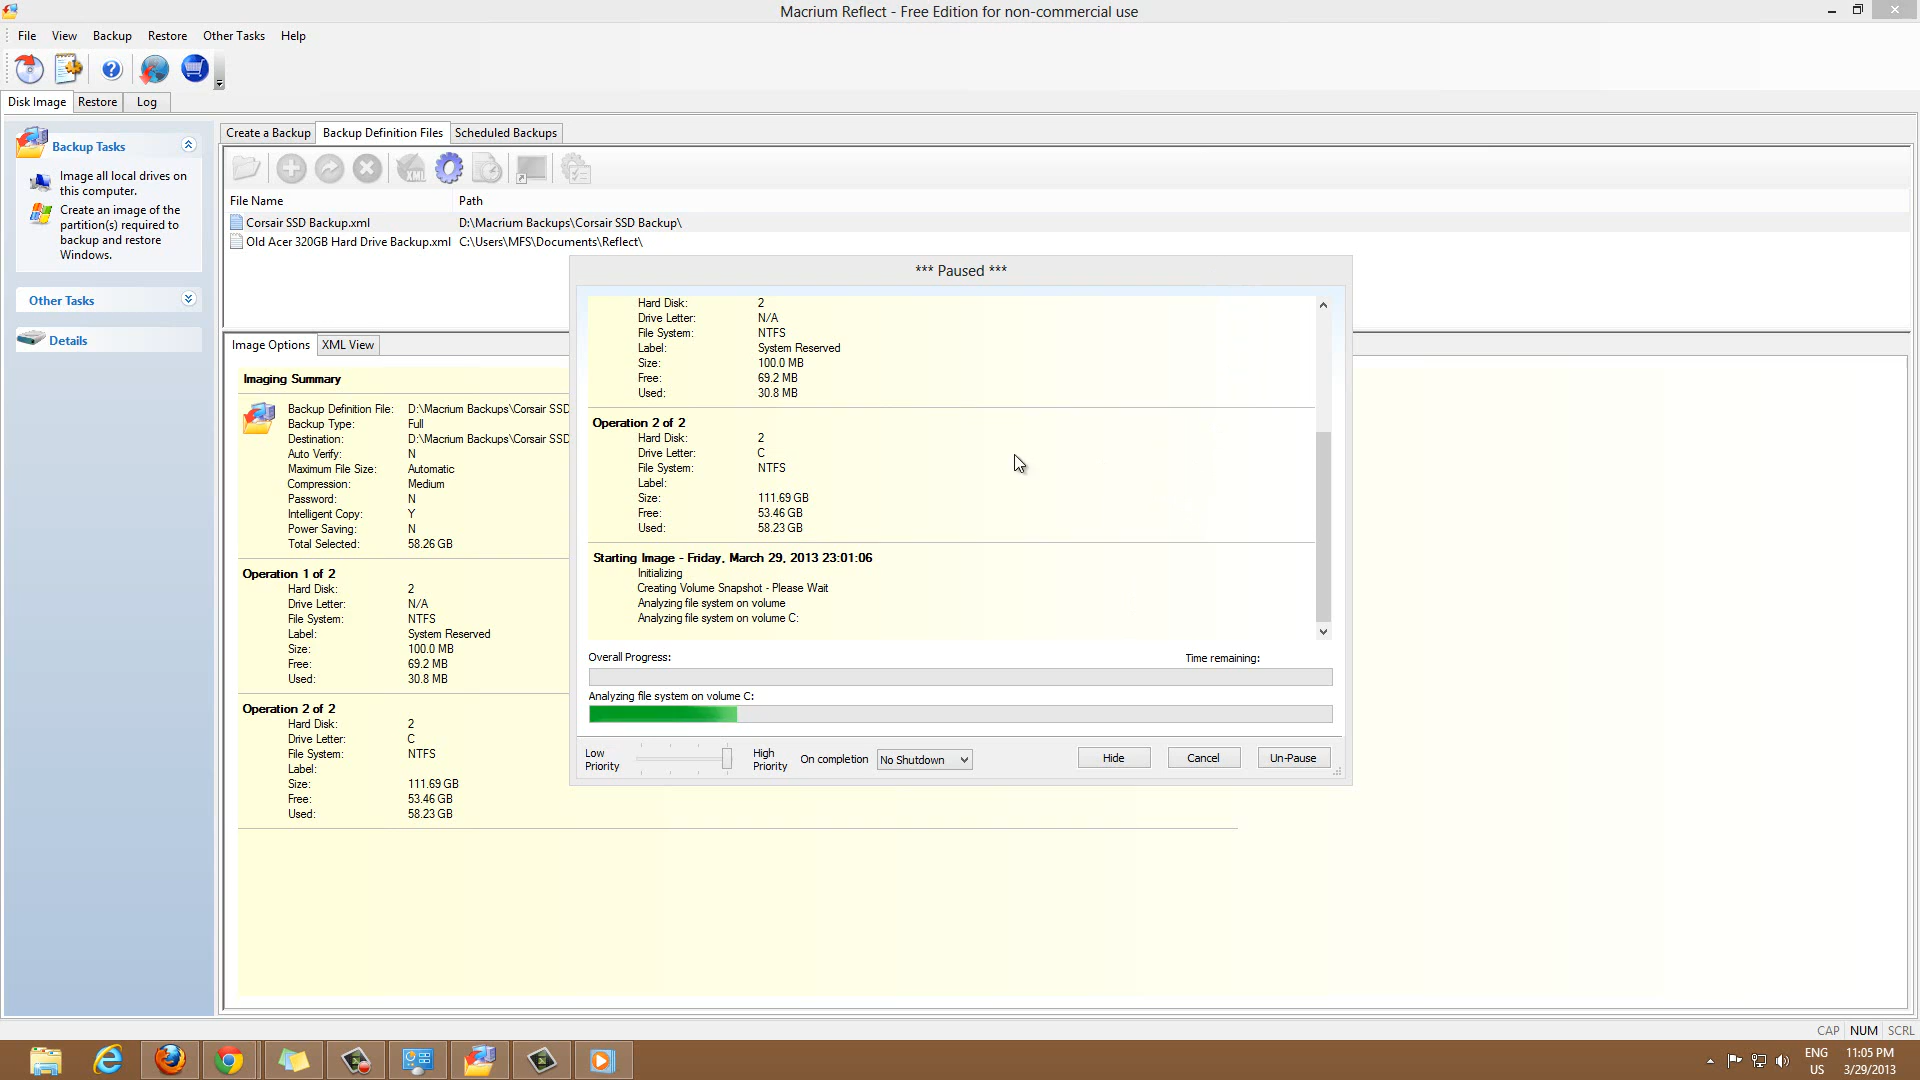 Macrium Reflect - Free Edition for non-commercial use
File View Backup Restore Other Tasks Help
Disk Image Restore Log
Backup Tasks
Image all local drives on
this computer.
Create an image of the
partition(s) required to
backup and restore
Windows.
Other Tasks
Details
Create a Backup Backup Definition Files Scheduled Backups
XML
File Name Path
Corsair SSD Backup.xml D:\Macrium Backups\Corsair SSD Backup\
Old Acer 320GB Hard Drive Backup.xml C:\Users\MFS\Documents\Reflect\
Image Options XML View
Imaging Summary
Backup Definition File: D:\Macrium Backups\Corsair SSD
Backup Type: Full
Destination: D:\Macrium Backups\Corsair SSD
Auto Verify: N
Maximum File Size: Automatic
Compression: Medium
Password: N
Intelligent Copy: Y
Power Saving: N
Total Selected: 58.26 GB
Operation 1 of 2
Hard Disk: 2
Drive Letter: N/A
File System: NTFS
Label: System Reserved
Size: 100.0 MB
Free: 69.2 MB
Used: 30.8 MB
Operation 2 of 2
Hard Disk: 2
Drive Letter: C
File System: NTFS
Label:
Size: 111.69 GB
Free: 53.46 GB
Used: 58.23 GB
*** Paused ***
Hard Disk: 2
Drive Letter: N/A
File System: NTFS
Label: System Reserved
Size: 100.0 MB
Free: 69.2 MB
Used: 30.8 MB
Operation 2 of 2
Hard Disk: 2
Drive Letter: C
File System: NTFS
Label:
Size: 111.69 GB
Free: 53.46 GB
Used: 58.23 GB
Starting Image - Friday, March 29, 2013 23:01:06
Initializing
Creating Volume Snapshot - Please Wait
Analyzing file system on volume
Analyzing file system on volume C:
Overall Progress: Time remaining:
Analyzing file system on volume C:
Low Priority High Priority On completion No Shutdown Hide Cancel Un-Pause
CAP NUM SCRL
ENG 11:05 PM
US 3/29/2013